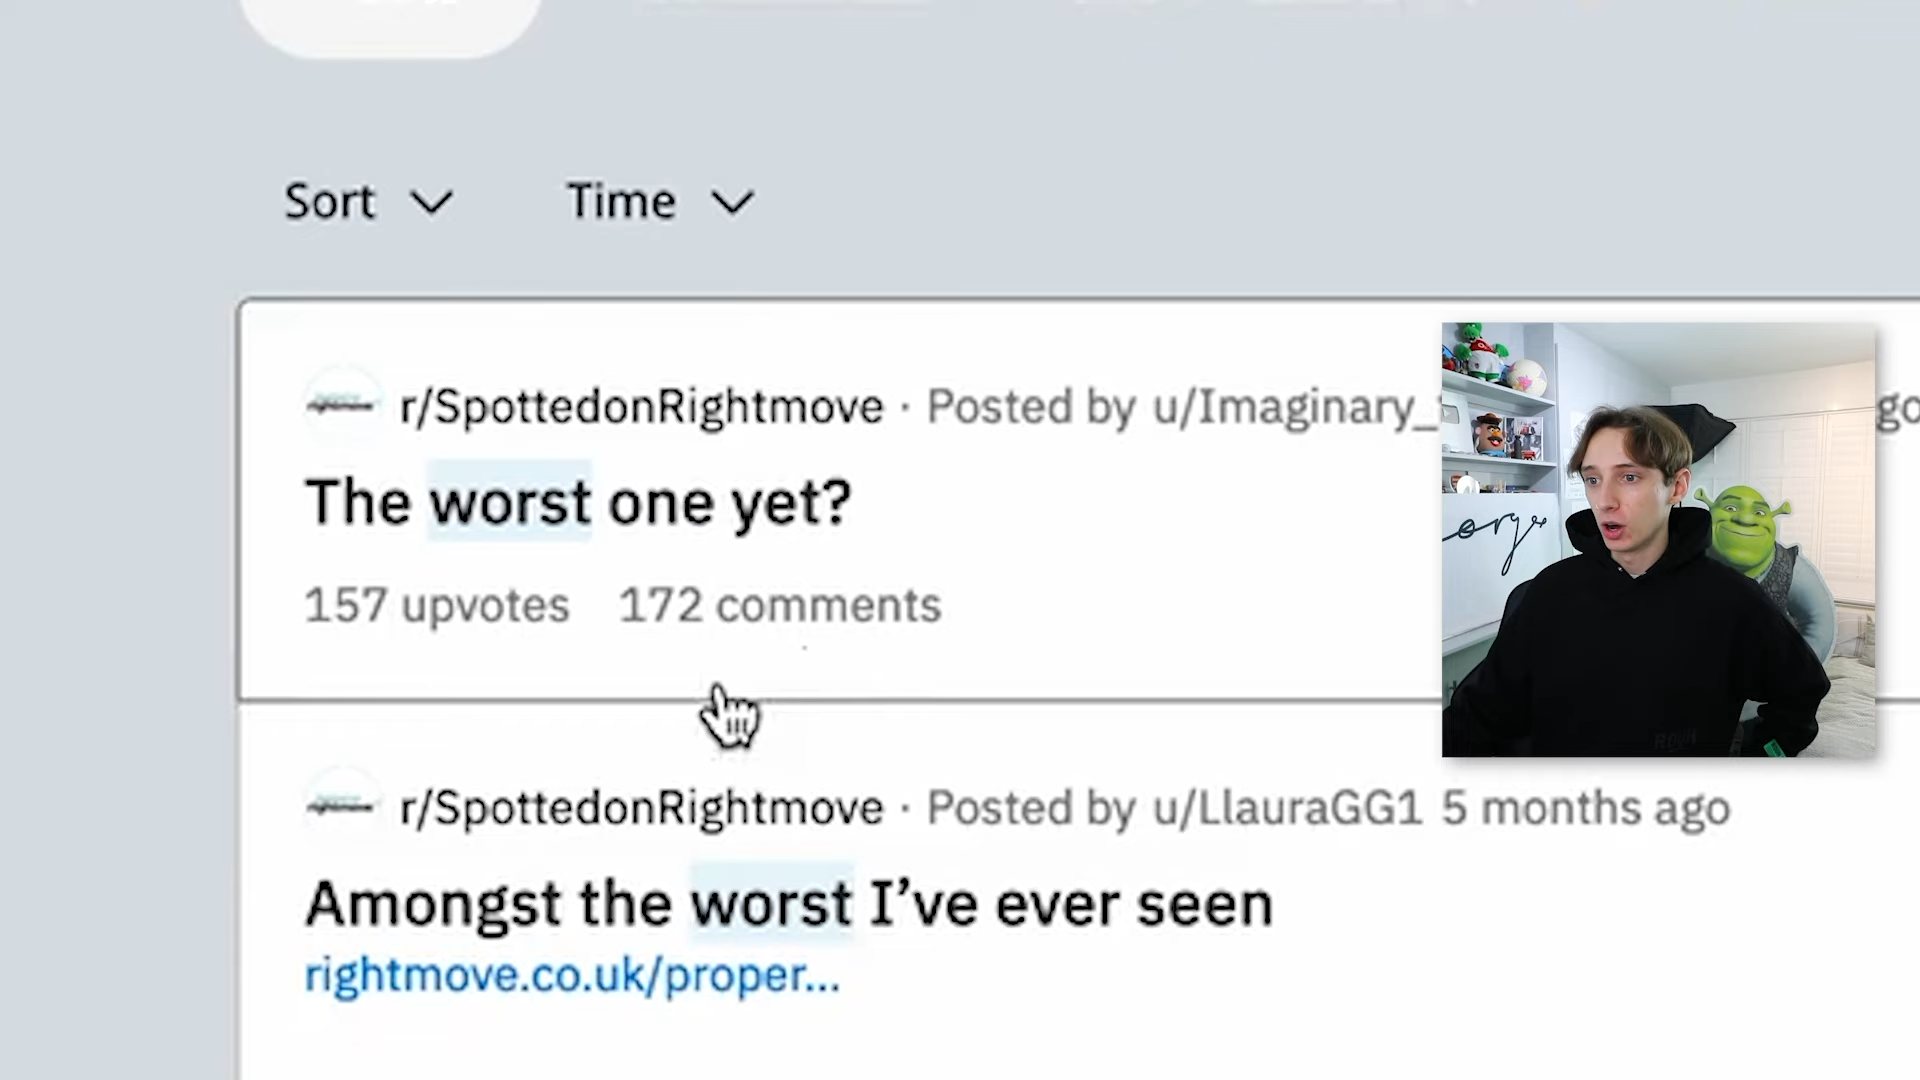 Sort Time
r/SpottedonRightmove · Posted by u/Imaginary_ go
The worst one yet?
157 upvotes 172 comments
r/SpottedonRightmove · Posted by u/LlauraGG1 5 months ago
Amongst the worst I’ve ever seen
rightmove.co.uk/proper...